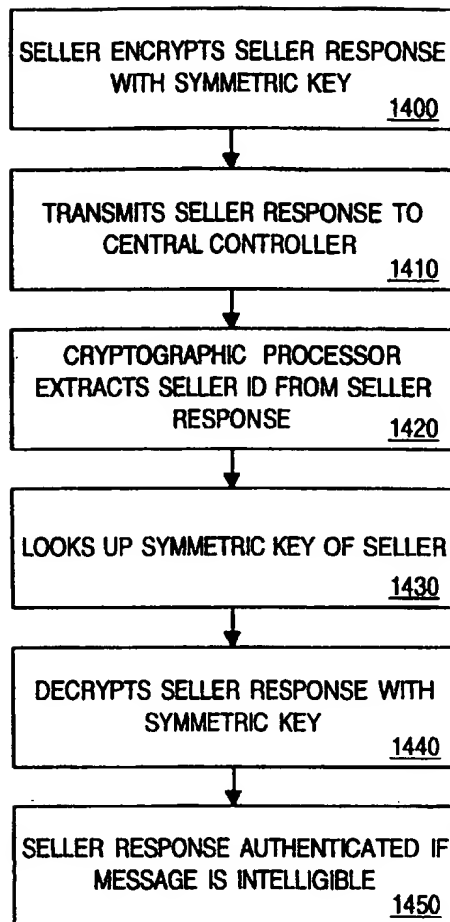 SELLER ENCRYPTS SELLER RESPONSE
WITH SYMMETRIC KEY
1400
TRANSMITS SELLER RESPONSE TO
CENTRAL CONTROLLER
1410
CRYPTOGRAPHIC PROCESSOR
EXTRACTS SELLER ID FROM SELLER
RESPONSE
1420
LOOKS UP SYMMETRIC KEY OF SELLER
1430
DECRYPTS SELLER RESPONSE WITH
SYMMETRIC KEY
1440
SELLER RESPONSE AUTHENTICATED IF
MESSAGE IS INTELLIGIBLE
1450